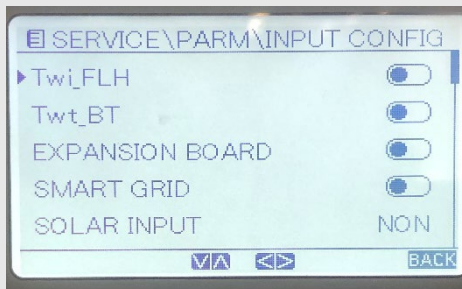 SERVICE\PARM\INPUT CONFIG
Twi_FLH
Twt_BT
EXPANSION BOARD
SMART GRID
SOLAR INPUT NON
BACK